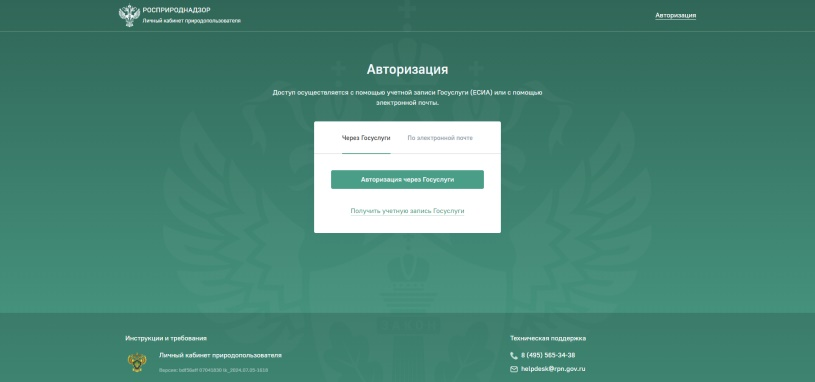 РОСПРИРОДНАДЗОР
Личный кабинет природопользователя
Авторизация
Авторизация
Доступ осуществляется с помощью учетной записи Госуслуги (ЕСИА) или с помощью
электронной почты.
Через Госуслуги
По электронной почте
Авторизация через Госуслуги
Получить учетную запись Госуслуги
Инструкции и требования
Техническая поддержка
Личный кабинет природопользователя
8 (495) 565-34-38
Версия:
helpdesk@rpn.gov.ru